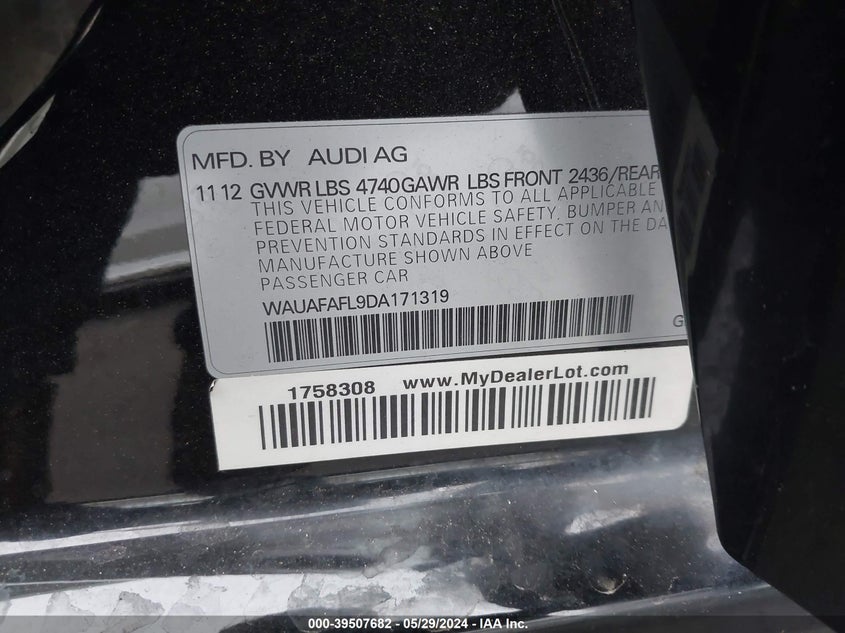 MFD. BY AUDI AG
11 12 GVWR LBS 4740 GAWR LBS FRONT 2436/REAR
THIS VEHICLE CONFORMS TO ALL APPLICABLE
FEDERAL MOTOR VEHICLE SAFETY. BUMPER AN
PREVENTION STANDARDS IN EFFECT ON THE DA
MANUFACTURE SHOWN ABOVE
PASSENGER CAR
WAUAFAFL9DA171319
G
1758308 www.MyDealerLot.com
000-39507682 - 05/29/2024 - IAA Inc.